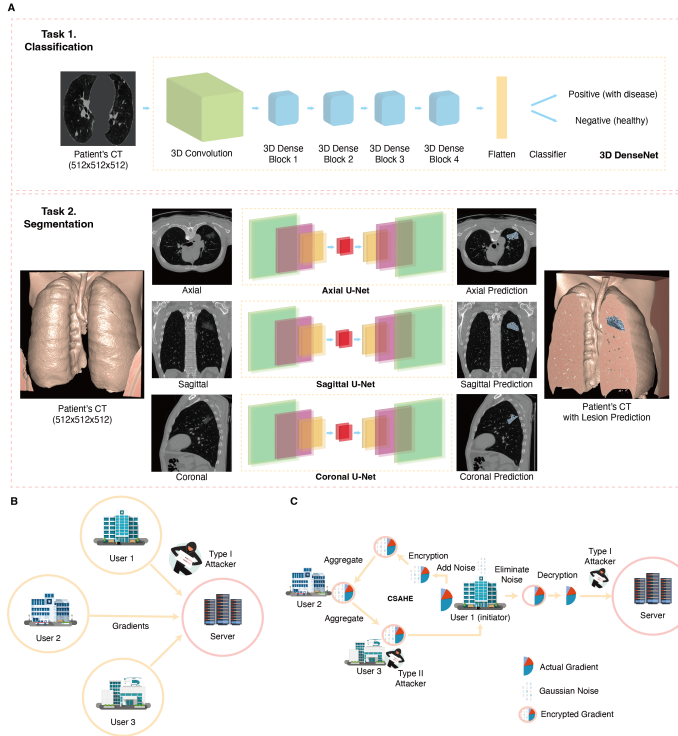 A
Task 1.
Classification
Patient's CT
(512x512x512)
3D Convolution
3D Dense
Block 1
3D Dense
Block 2
3D Dense
Block 3
3D Dense
Block 4
Flatten
Classifier
Positive (with disease)
Negative (healthy)
3D DenseNet
Task 2.
Segmentation
Patient's CT
(512x512x512)
Axial
Axial U-Net
Axial Prediction
Sagittal
Sagittal U-Net
Sagittal Prediction
Coronal
Coronal U-Net
Coronal Prediction
Patient's CT
with Lesion Prediction
B
User 1
Type I
Attacker
User 2
Gradients
Server
User 3
C
Aggregate
Encryption
Add Noise
Eliminate
Noise
Decryption
Type I
Attacker
User 2
CSAHE
User 1 (initiator)
Server
Aggregate
User 3
Type II
Attacker
Actual Gradient
Gaussian Noise
Encrypted Gradient